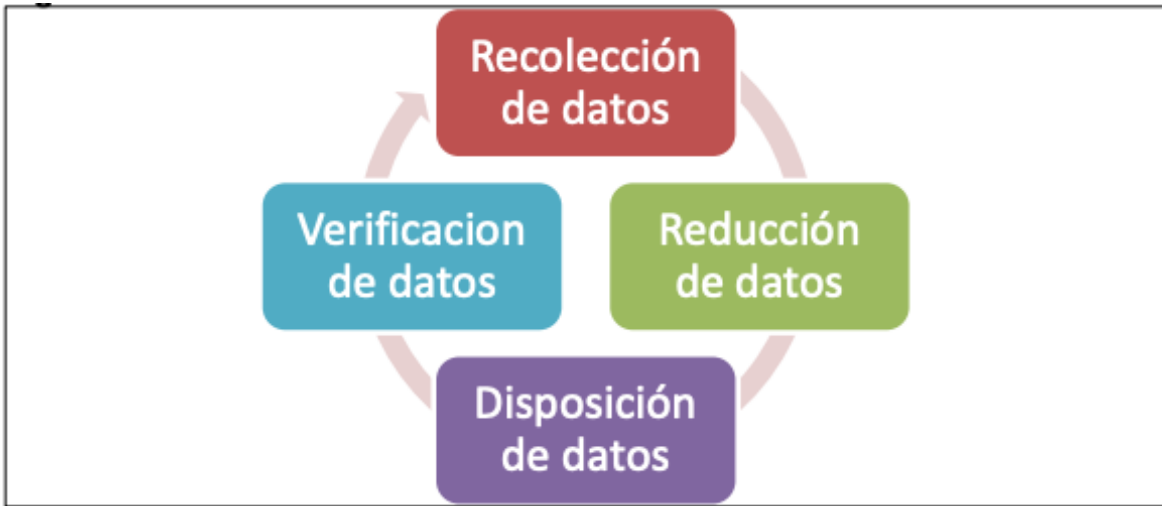 Recolección
de datos
Verificacion
de datos
Reducción
de datos
Disposición
de datos